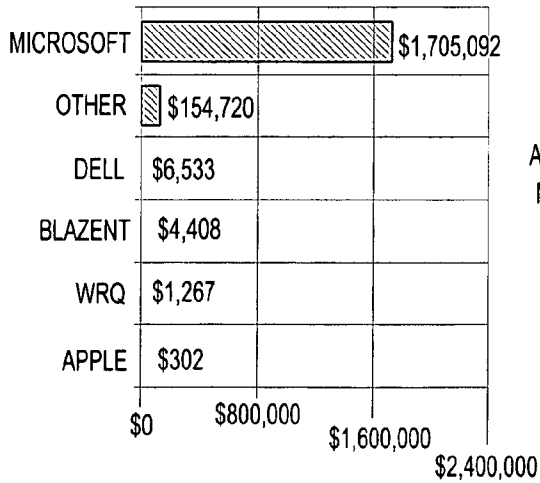 MICROSOFT $1,705,092
OTHER $154,720
DELL $6,533
BLAZENT $4,408
WRQ $1,267
APPLE $302
$0 $800,000 $1,600,000 $2,400,000